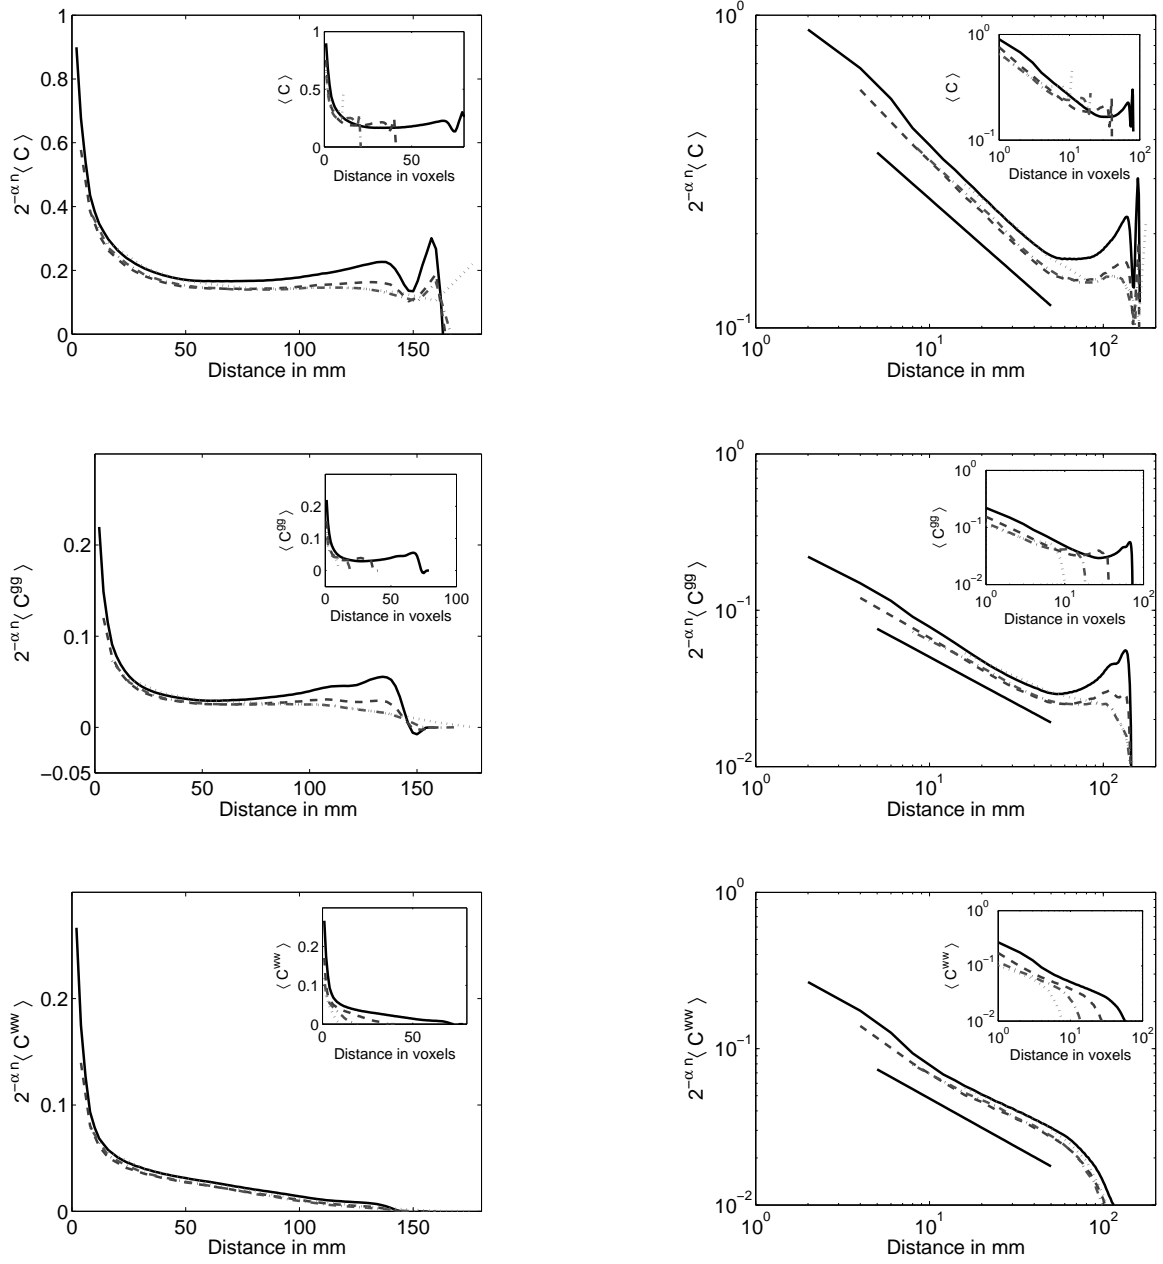 1
0.8
0.6
0.4
0.2
0
0 50 100 150
Distance in mm
2^{-α n}⟨ C ⟩
1
0.5
0
0 50
Distance in voxels
⟨ C ⟩
10^0
10^{-1}
10^0 10^1 10^2
Distance in mm
2^{-α n}⟨ C ⟩
10^0
10^{-1}
10^0 10^1 10^2
Distance in voxels
⟨ C ⟩
0.2
0.1
0
−0.05
0 50 100 150
Distance in mm
2^{-α n}⟨ C^{gg} ⟩
0.2
0.1
0
0 50 100
Distance in voxels
⟨ C^{gg} ⟩
10^0
10^{-1}
10^{-2}
10^0 10^1 10^2
Distance in mm
2^{-α n}⟨ C^{gg} ⟩
10^0
10^{-1}
10^{-2}
10^0 10^1 10^2
Distance in voxels
⟨ C^{gg} ⟩
0.2
0.1
0
0 50 100 150
Distance in mm
2^{-α n}⟨ C^{ww} ⟩
0.2
0.1
0
0 50
Distance in voxels
⟨ C^{ww} ⟩
10^0
10^{-1}
10^{-2}
10^0 10^1 10^2
Distance in mm
2^{-α n}⟨ C^{ww} ⟩
10^0
10^{-1}
10^{-2}
10^0 10^1 10^2
Distance in voxels
⟨ C^{ww} ⟩